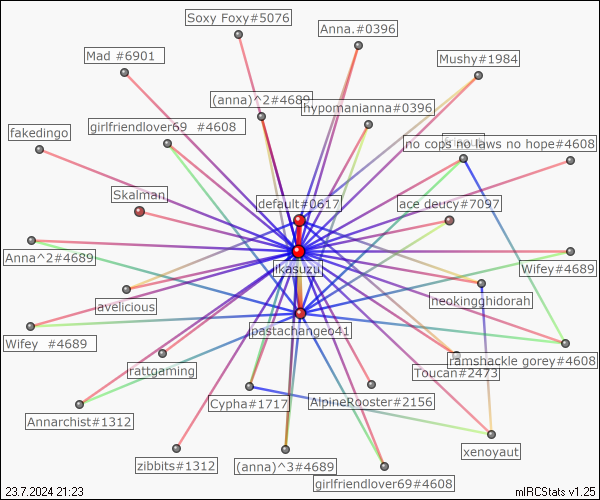 Soxy Foxy#5076
Anna.#0396
Mad #6901
Mushy#1984
(anna)^2#4689
hypomanianna#0396
girlfriendlover69 #4608
fakedingo
no cops no laws no hope#4608
Skalman
default#0617
ace deucy#7097
Anna^2#4689
ikasuzu
Wifey#4689
avelicious
neokingghidorah
Wifey #4689
pastachangeo41
rattgaming
ramshackle gorey#4608
Toucan#2473
Cypha#1717
AlpineRooster#2156
Annarchist#1312
xenoyaut
zibbits#1312
(anna)^3#4689
girlfriendlover69#4608
23.7.2024 21:23
mIRCStats v1.25